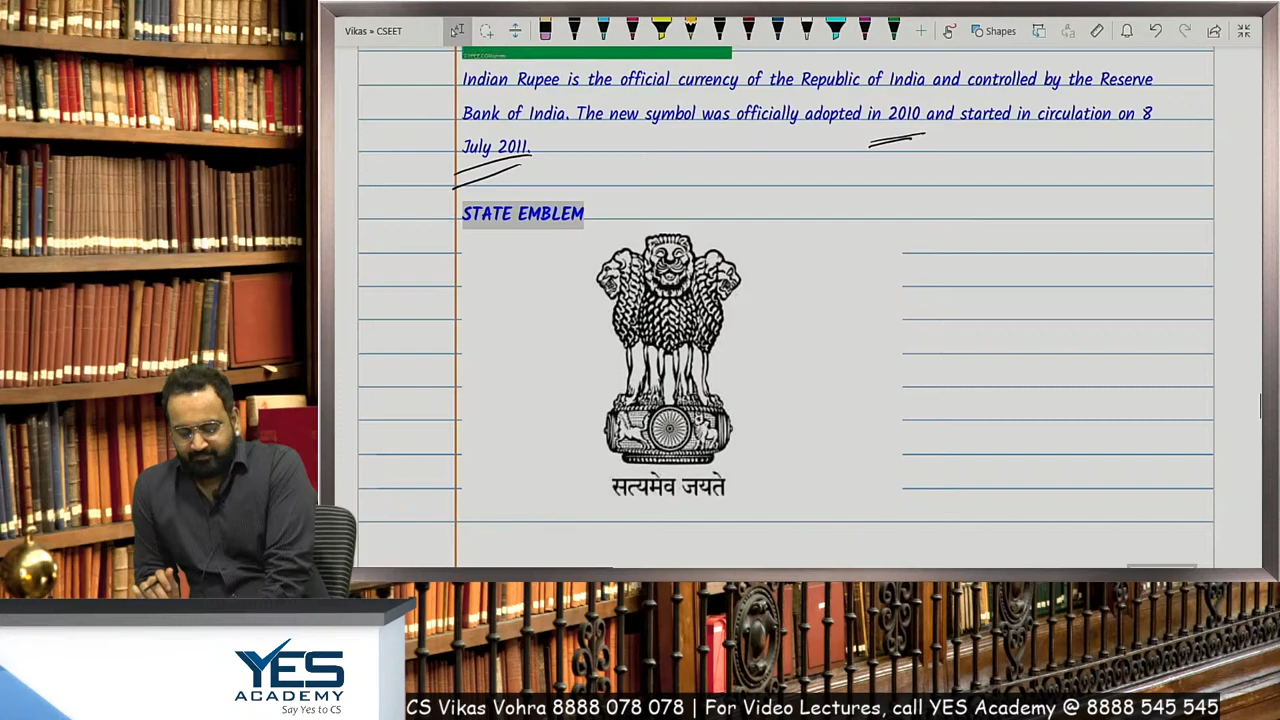 Vikas » CSEET
Shapes
Indian Rupee is the official currency of the Republic of India and controlled by the Reserve
Bank of India. The new symbol was officially adopted in 2010 and started in circulation on 8
July 2011.
STATE EMBLEM
सत्यमेव जयते
YES
ACADEMY
Say Yes to CS
CS Vikas Vohra 8888 078 078 | For Video Lectures, call YES Academy @ 8888 545 545